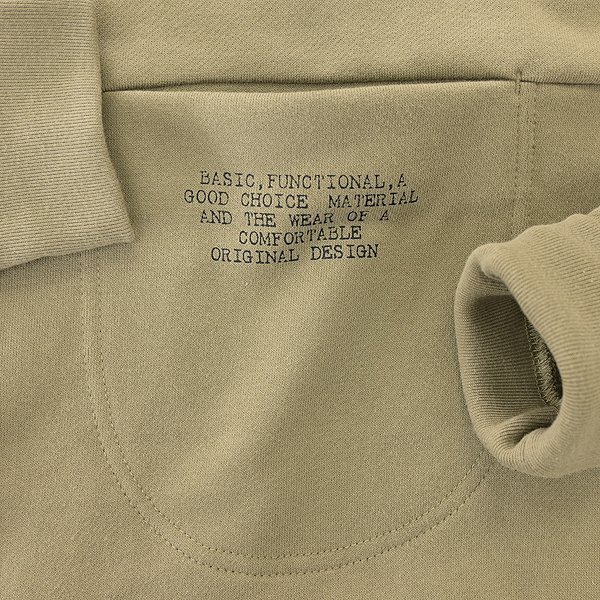 BASIC,FUNCTIONAL,A
GOOD CHOICE MATERIAL
AND THE WEAR OF A
COMFORTABLE
ORIGINAL DESIGN